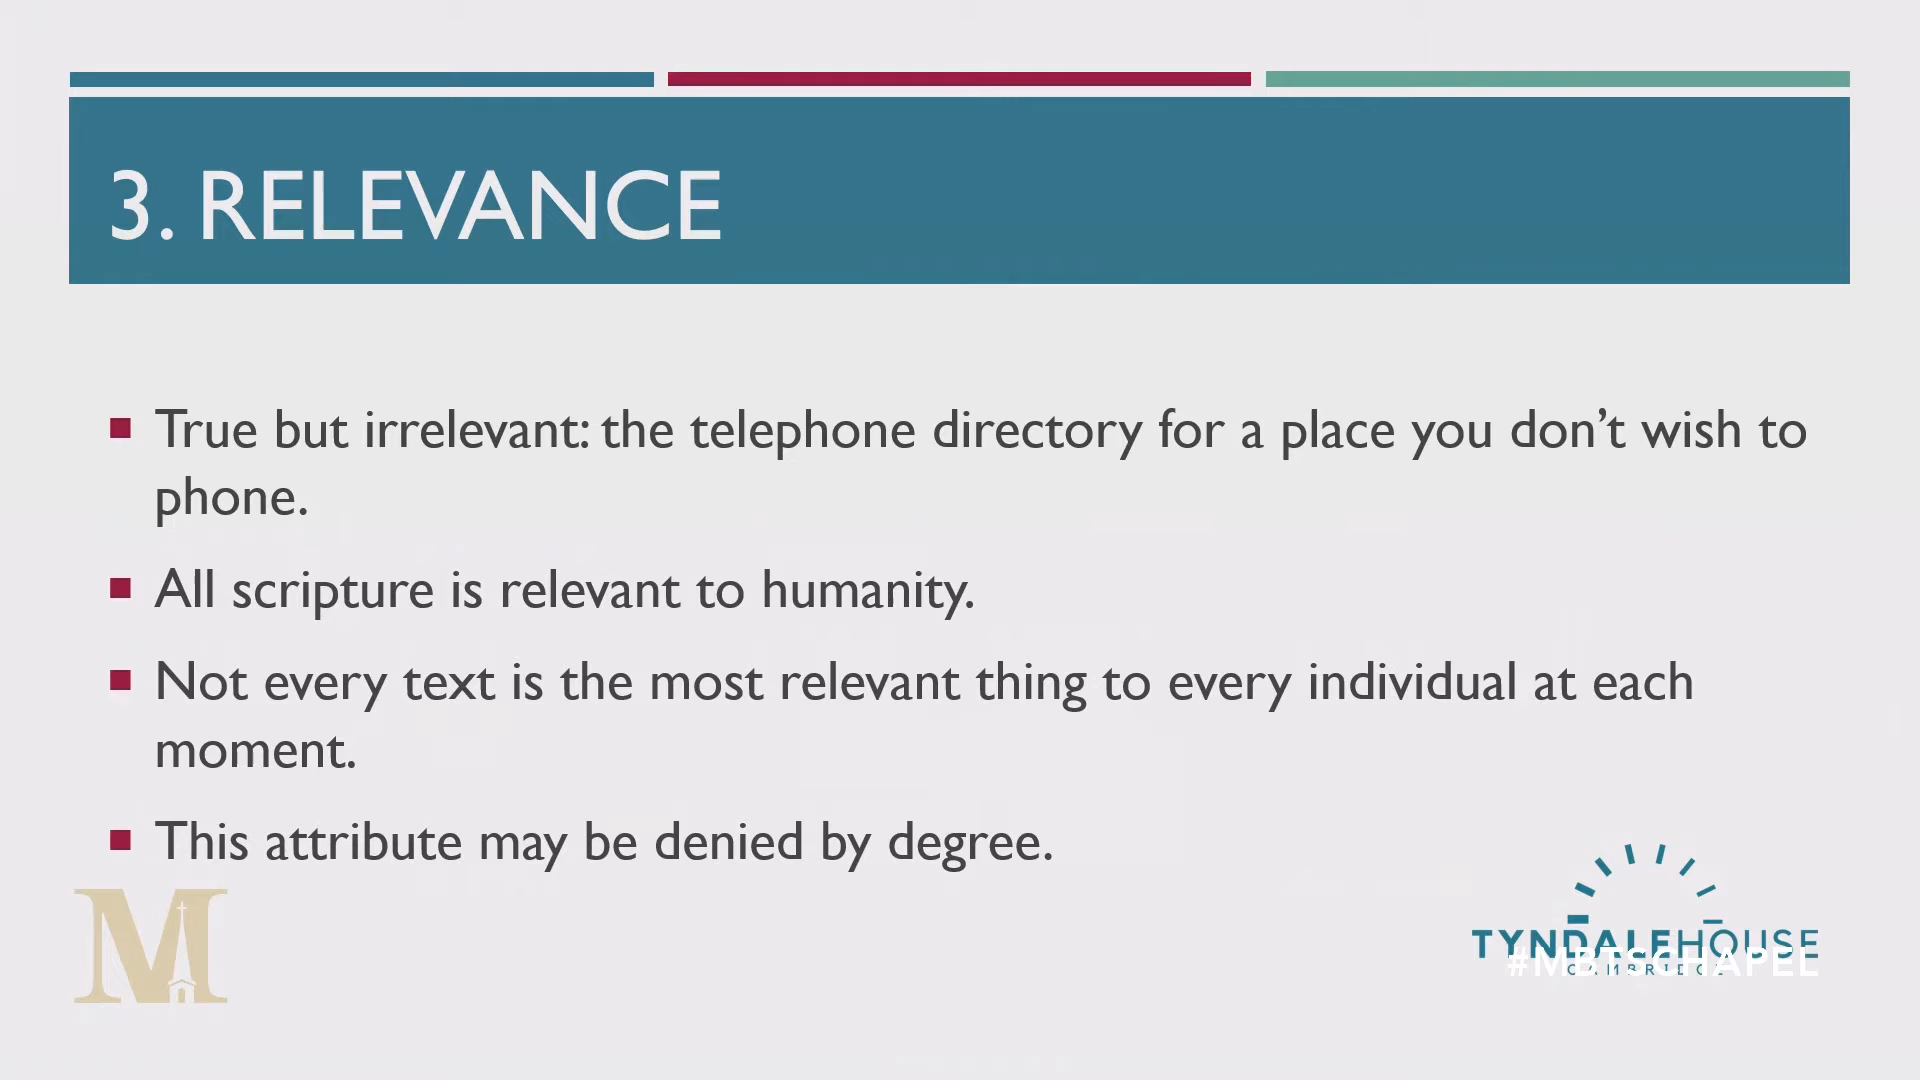 3. RELEVANCE
True but irrelevant: the telephone directory for a place you don’t wish to
phone.
All scripture is relevant to humanity.
Not every text is the most relevant thing to every individual at each
moment.
This attribute may be denied by degree.
M
TYNDALEHOUSE
CAMBRIDGE
#MBTSCHAPEL